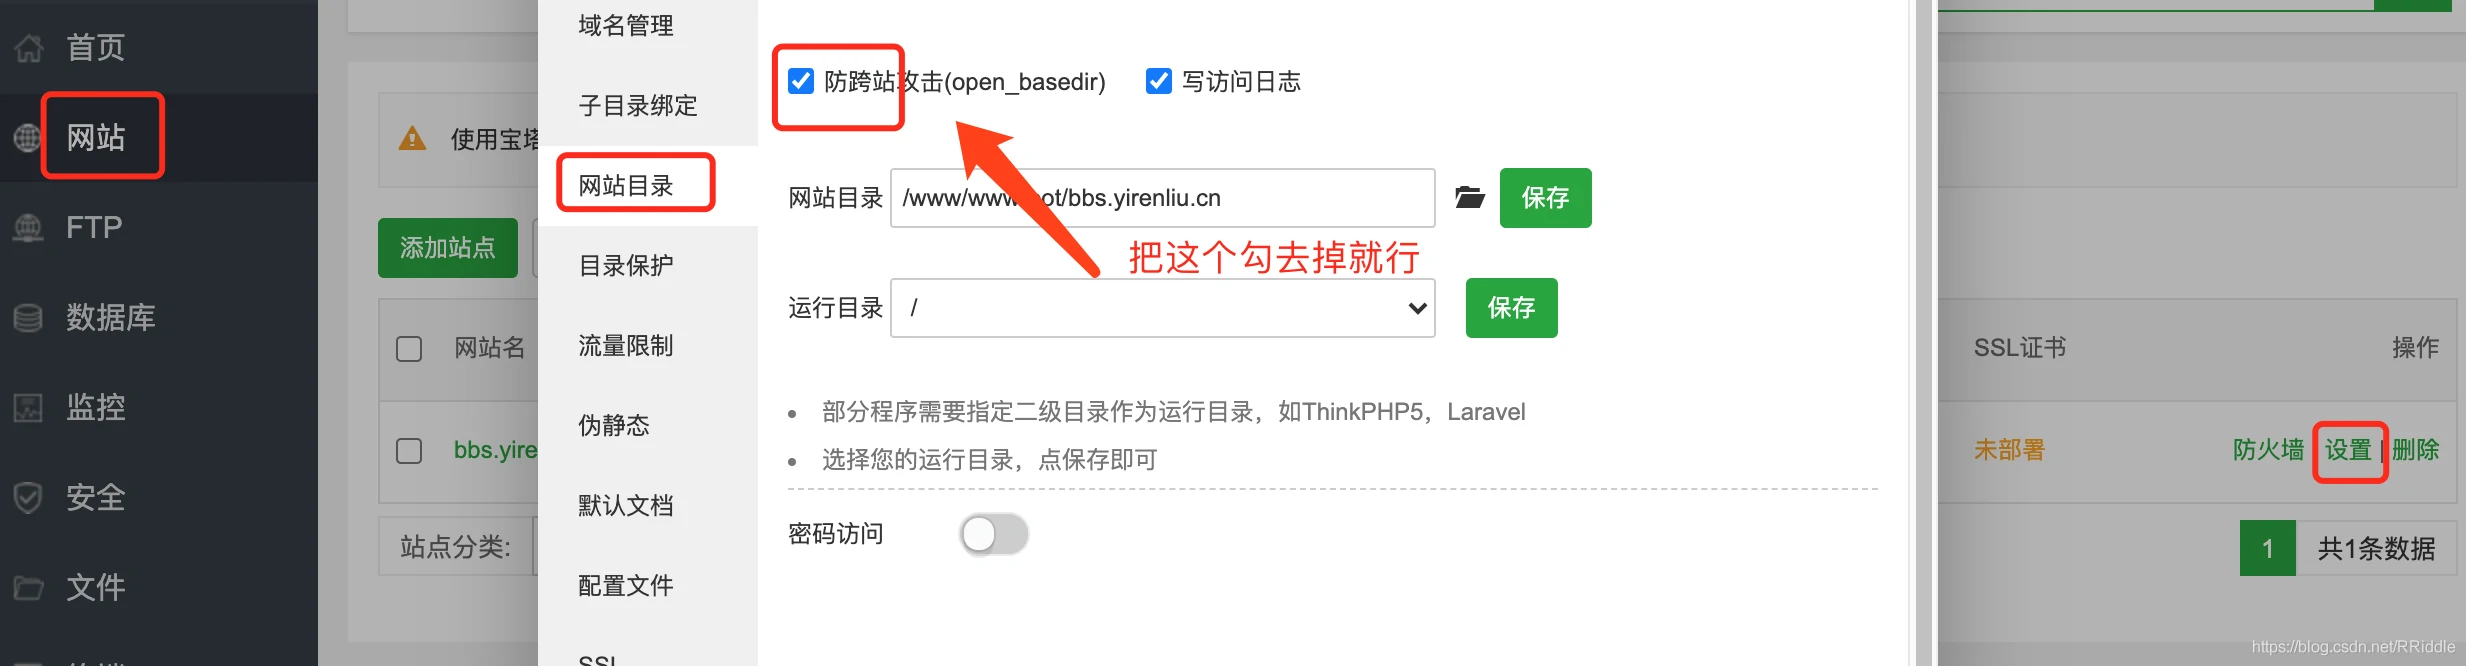 首页
网站
FTP
数据库
监控
安全
文件
使用宝塔
添加站点
网站名
bbs.yire
站点分类:
域名管理
子目录绑定
网站目录
目录保护
流量限制
伪静态
默认文档
配置文件
SSL
防跨站攻击(open_basedir) 写访问日志
网站目录 /www/www ot/bbs.yirenliu.cn 保存
把这个勾去掉就行
运行目录 / 保存
部分程序需要指定二级目录作为运行目录，如ThinkPHP5，Laravel
选择您的运行目录，点保存即可
密码访问
SSL证书 操作
未部署 防火墙 设置 | 删除
1 共1条数据
https://blog.csdn.net/RRiddle